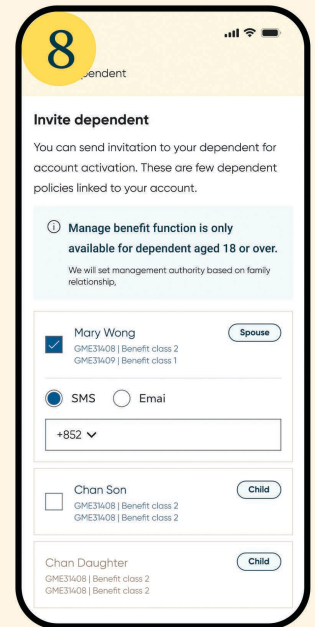 8
pendent
Invite dependent
You can send invitation to your dependent for
account activation. These are few dependent
policies linked to your account.
Manage benefit function is only
available for dependent aged 18 or over.
We will set management authority based on family
relationship,
Mary Wong
Spouse
GME31408 | Benefit class 2
GME31409 | Benefit class 1
SMS
Emai
+852
Chan Son
Child
GME31408 | Benefit class 2
GME31408 | Benefit class 2
Chan Daughter
Child
GME31408 | Benefit class 2
GME31408 | Benefit class 2